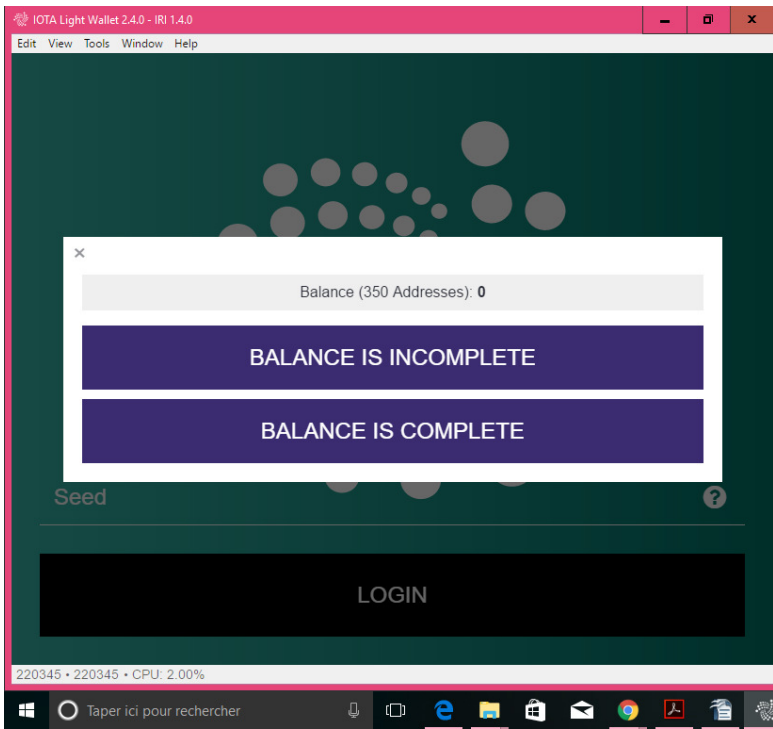 IOTA Light Wallet 2.4.0 - IRI 1.4.0
Edit View Tools Window Help
×
Balance (350 Addresses): 0
BALANCE IS INCOMPLETE
BALANCE IS COMPLETE
Seed
?
LOGIN
220345 • 220345 • CPU: 2.00%
Taper ici pour rechercher